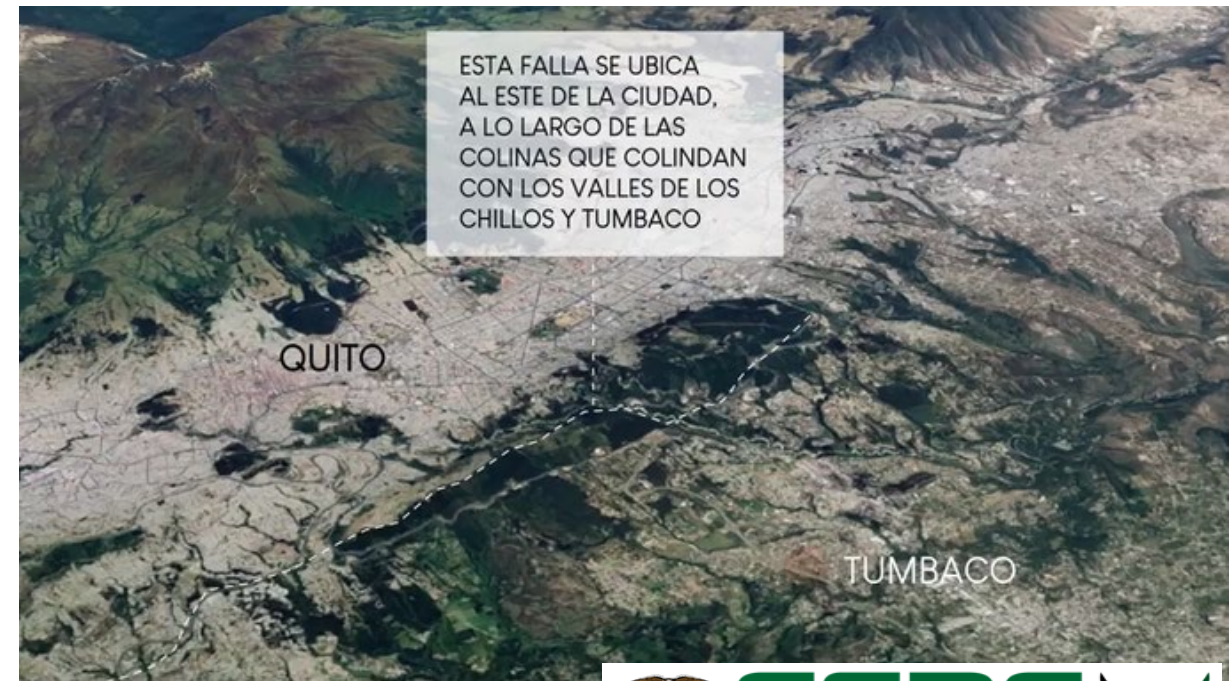 ESTA FALLA SE UBICA
AL ESTE DE LA CIUDAD,
A LO LARGO DE LAS
COLINAS QUE COLINDAN
CON LOS VALLES DE LOS
CHILLOS Y TUMBACO
QUITO
TUMBACO